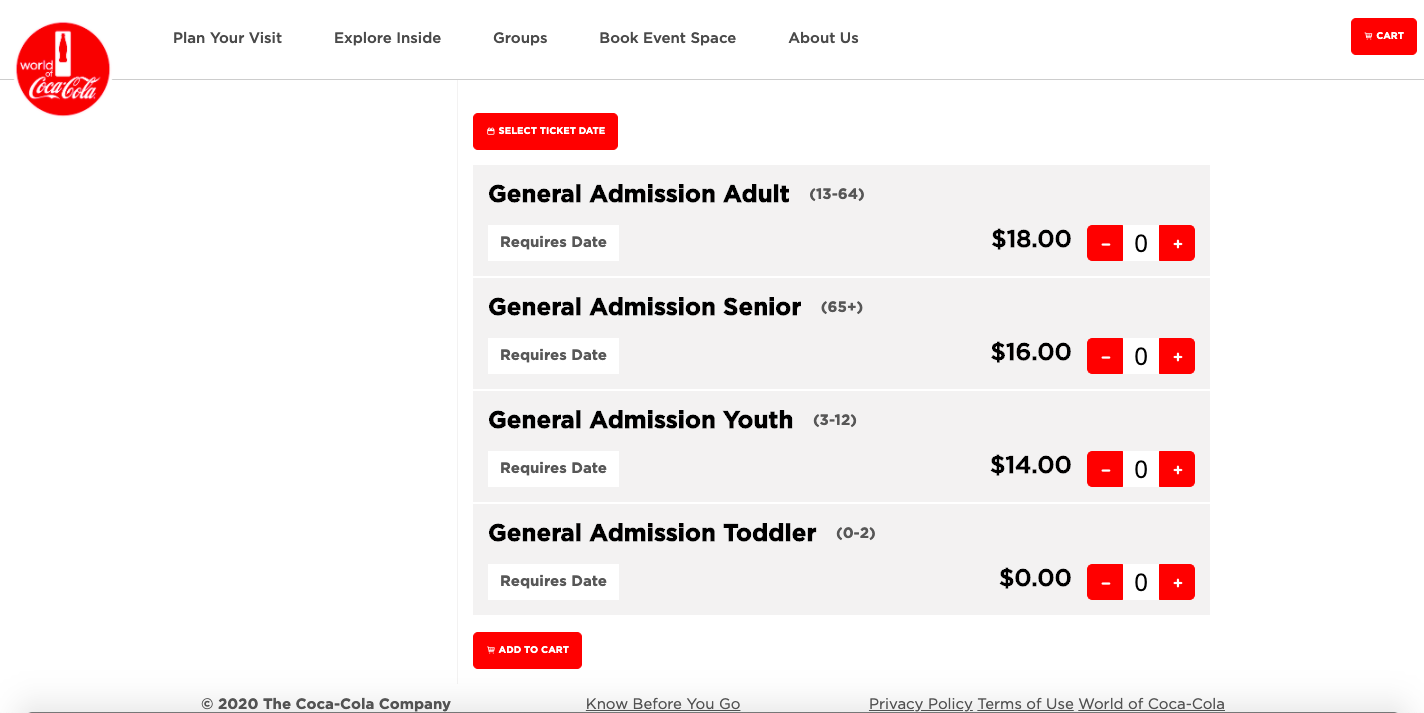 Plan Your Visit Explore Inside Groups Book Event Space About Us
CART
world
of
Coca-Cola
SELECT TICKET DATE
General Admission Adult (13-64)
Requires Date $18.00 – 0 +
General Admission Senior (65+)
Requires Date $16.00 – 0 +
General Admission Youth (3-12)
Requires Date $14.00 – 0 +
General Admission Toddler (0-2)
Requires Date $0.00 – 0 +
ADD TO CART
© 2020 The Coca-Cola Company Know Before You Go Privacy Policy Terms of Use World of Coca-Cola